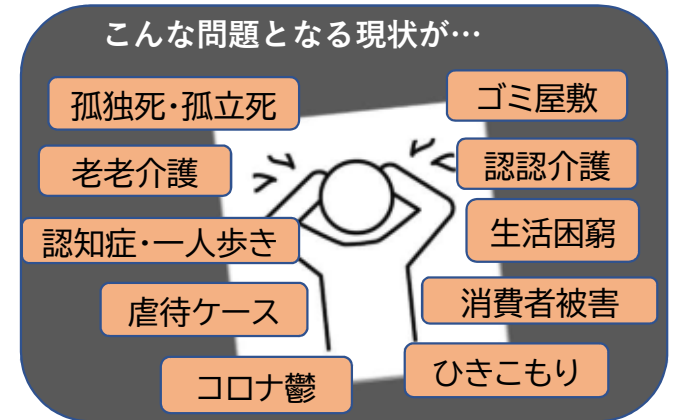 こんな問題となる現状が…
孤独死・孤立死
ゴミ屋敷
老老介護
認認介護
認知症・一人歩き
生活困窮
虐待ケース
消費者被害
コロナ鬱
ひきこもり